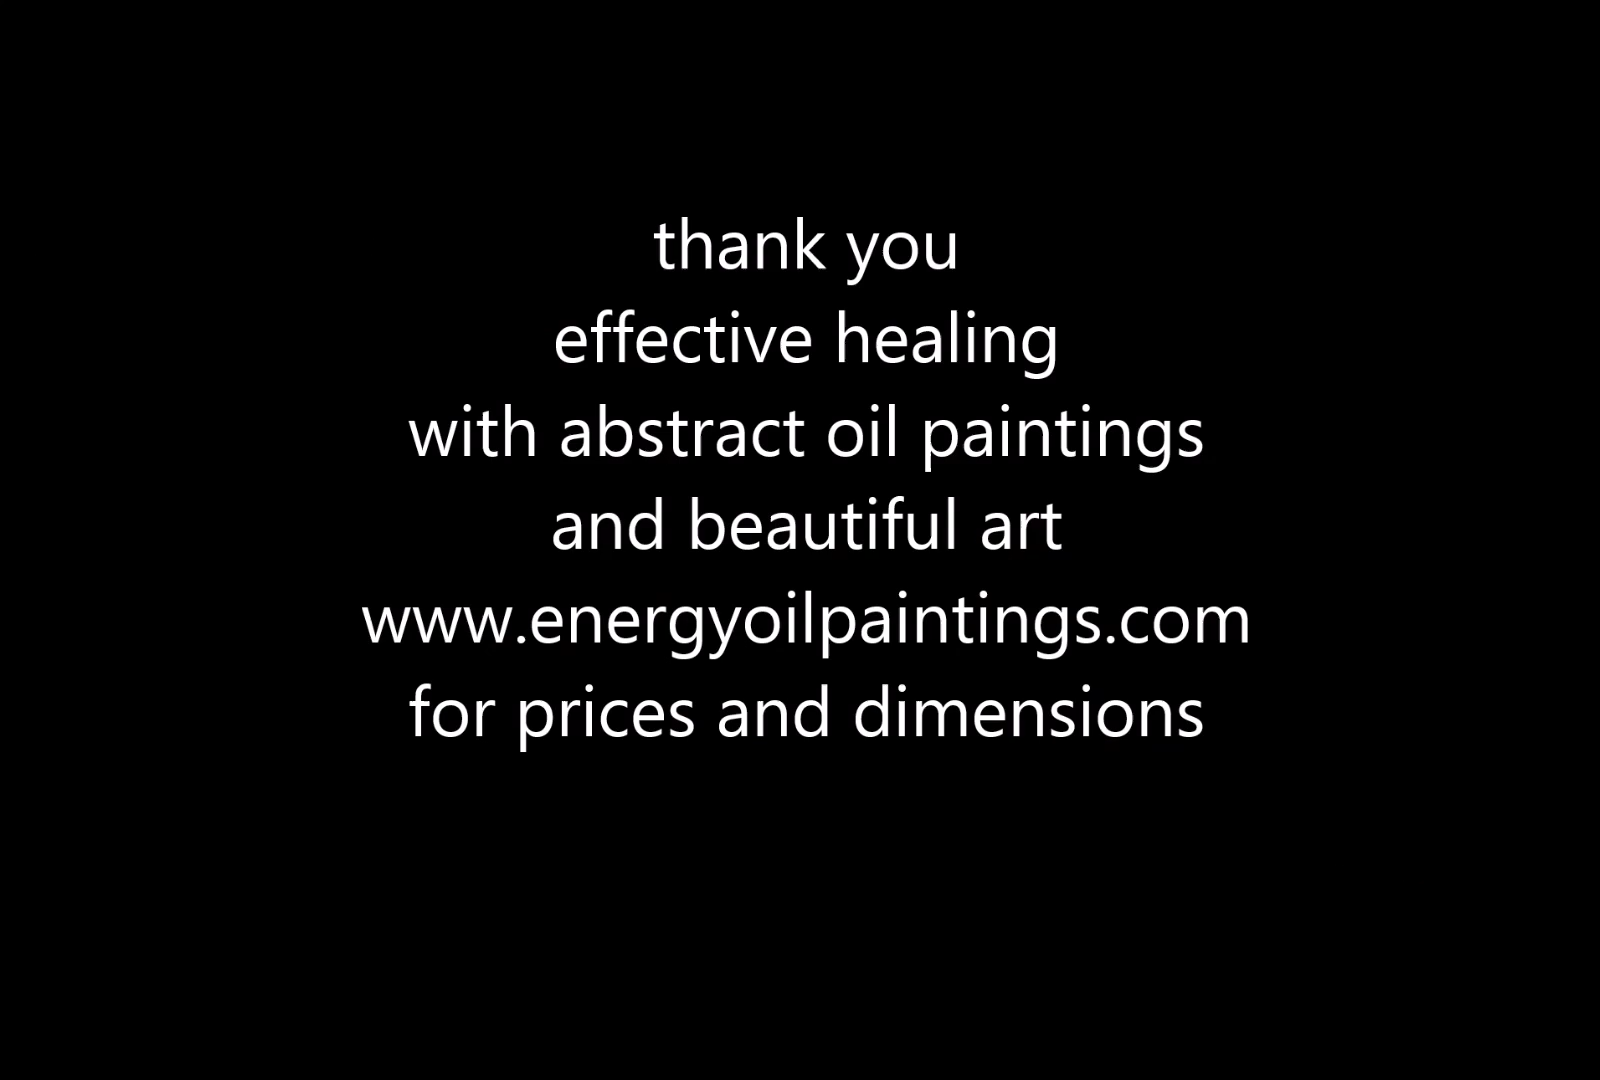 thank you
effective healing
with abstract oil paintings
and beautiful art
www.energyoilpaintings.com
for prices and dimensions